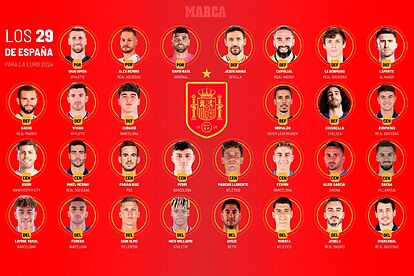 MARCA
LOS 29
DE ESPAÑA
PARA LA EURO 2024
POR POR POR DEF DEF DEF DEF
UNAI SIMÓN ALEX REMIRO DAVID RAYA JESÚS NAVAS CARVAJAL LE NORMAND LAPORTE
ATHLETIC REAL SOCIEDAD ARSENAL SEVILLA REAL MADRID REAL SOCIEDAD AL NASSR
DEF DEF DEF DEF DEF CEN
NACHO VIVIAN CUBARSÍ GRIMALDO CUCURELLA ZUBIMENDI
REAL MADRID ATHLETIC BARCELONA BAYER LEVERKUSEN CHELSEA REAL SOCIEDAD
CEN CEN CEN CEN CEN CEN CEN CEN
RODRI MIKEL MERINO FABIÁN RUIZ PEDRI MARCOS LLORENTE FERMÍN ALEIX GARCÍA BAENA
MANCHESTER CITY REAL SOCIEDAD PSG BARCELONA ATLÉTICO BARCELONA GIRONA VILLARREAL
DEL DEL DEL DEL DEL DEL DEL DEL
LAMINE YAMAL FERRAN DANI OLMO NICO WILLIAMS AYOZE MORATA JOSELU OYARZABAL
BARCELONA BARCELONA RB LEIPZIG ATHLETIC BETIS ATLÉTICO REAL MADRID REAL SOCIEDAD